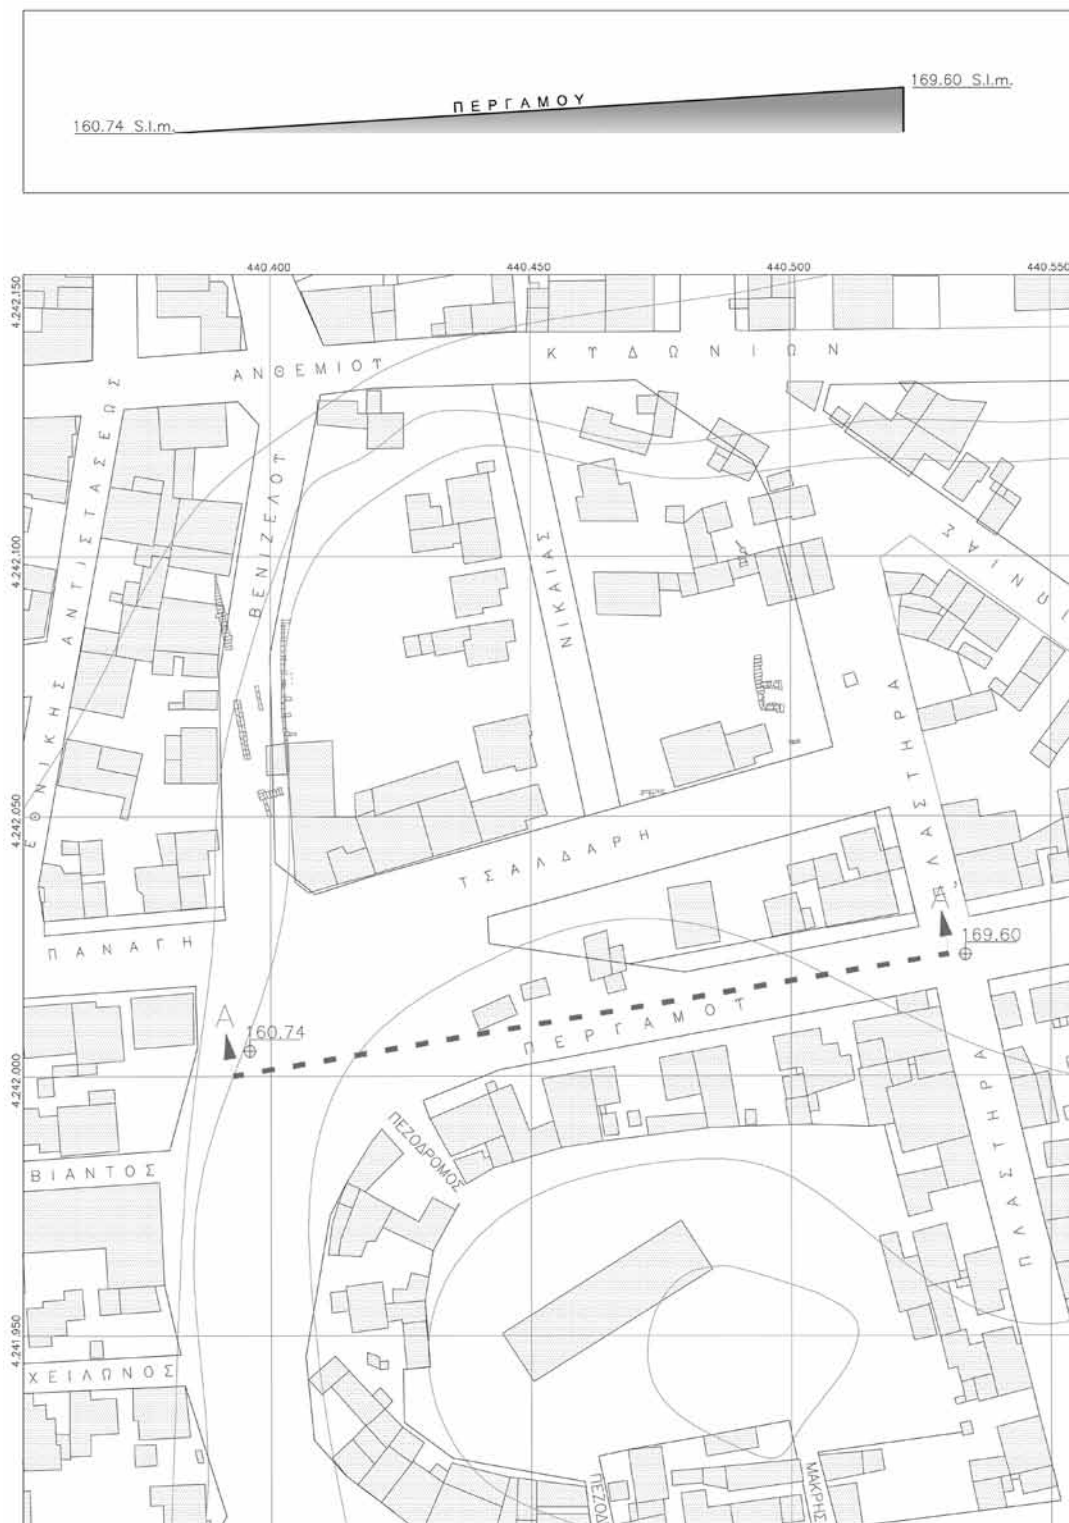 ΠΕΡΓΑΜΟΥ
169.60 S.l.m.
160.74 S.l.m.
440.400
440.450
440.500
440.550
4.242.150
ΑΝΘΕΜΙΟΥ
ΚΥΔΩΝΙΩΝ
ΕΘΝΙΚΗΣ ΑΝΤΙΣΤΑΣΕΩΣ
ΒΕΝΙΖΕΛΟΥ
ΝΙΚΑΙΑΣ
4.242.100
ΠΛΑΣΤΗΡΑ
4.242.050
ΤΣΑΛΔΑΡΗ
ΠΑΝΑΓΗ
A'
169.60
A
160.74
ΠΕΡΓΑΜΟΥ
4.242.000
ΠΕΖΟΔΡΟΜΟΣ
ΒΙΑΝΤΟΣ
ΠΛΑΣΤΗΡΑ
4.241.950
ΧΕΙΛΩΝΟΣ
ΠΕΖΟΔ
ΜΑΚΡΗΣ